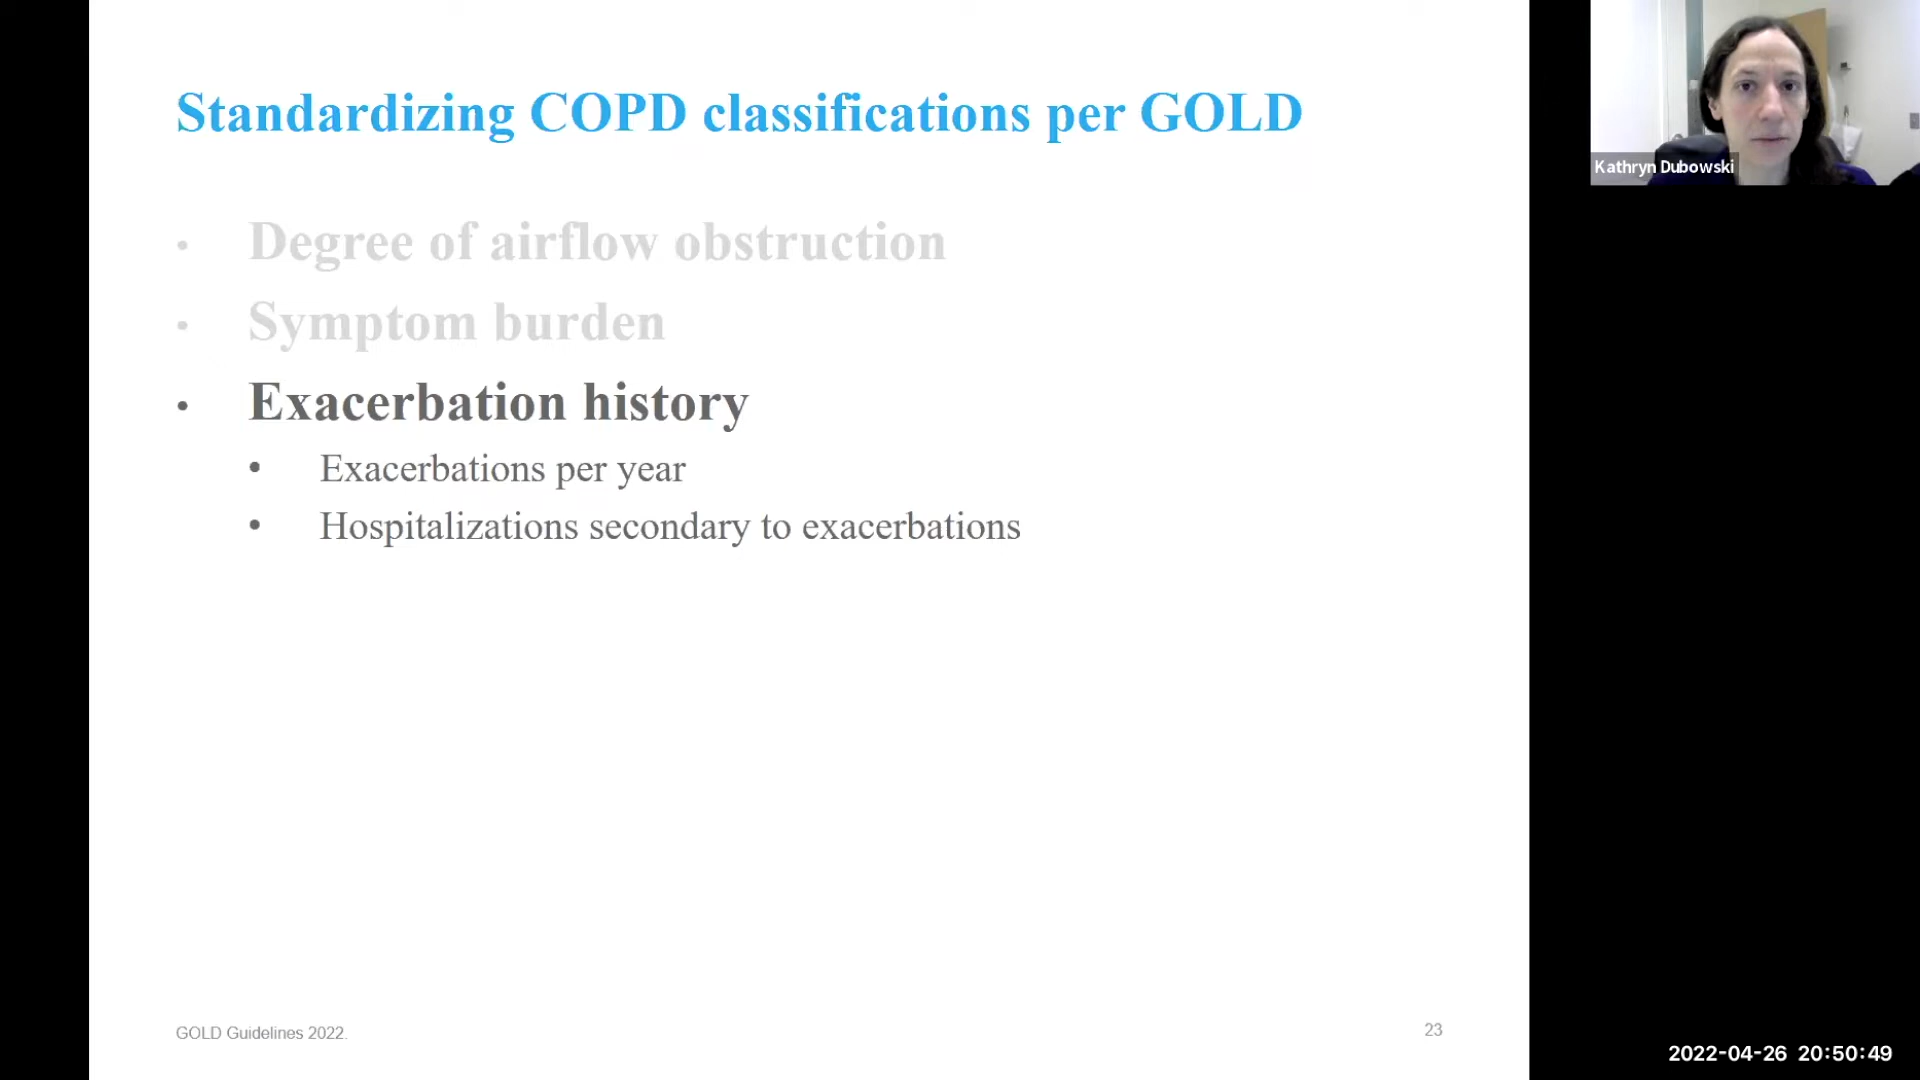 Standardizing COPD classifications per GOLD
• Degree of airflow obstruction
• Symptom burden
• Exacerbation history
• Exacerbations per year
• Hospitalizations secondary to exacerbations
GOLD Guidelines 2022.
23
Kathryn Dubowski
2022-04-26 20:50:49